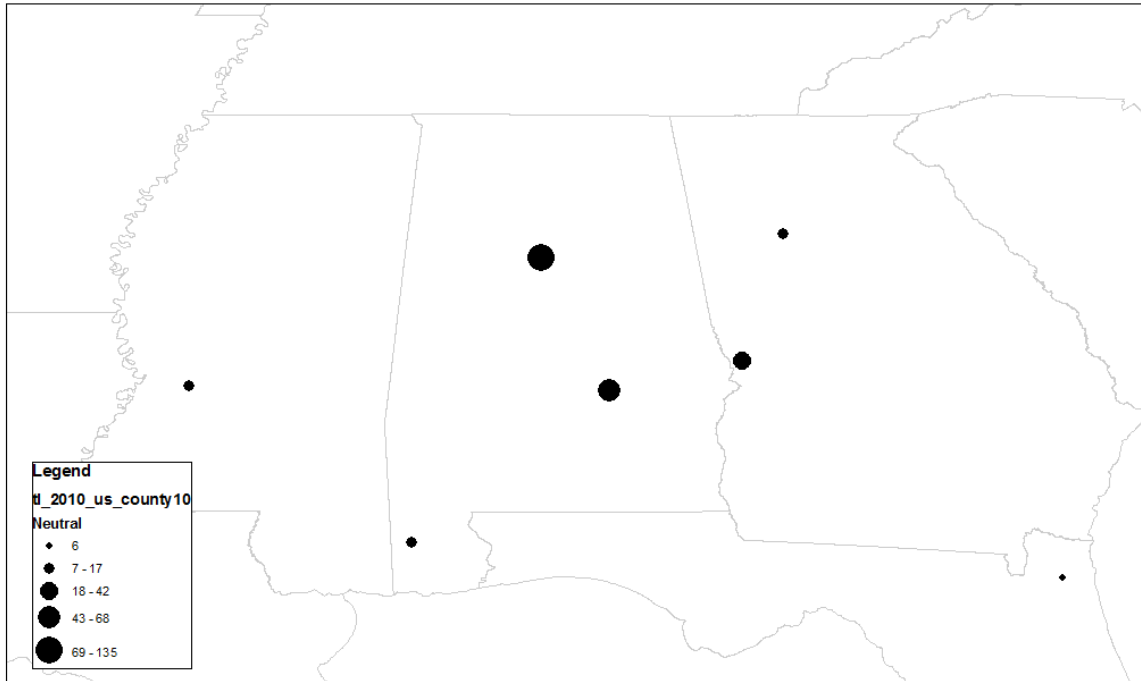 Legend
tl_2010_us_county10
Neutral
6
7 - 17
18 - 42
43 - 68
69 - 135